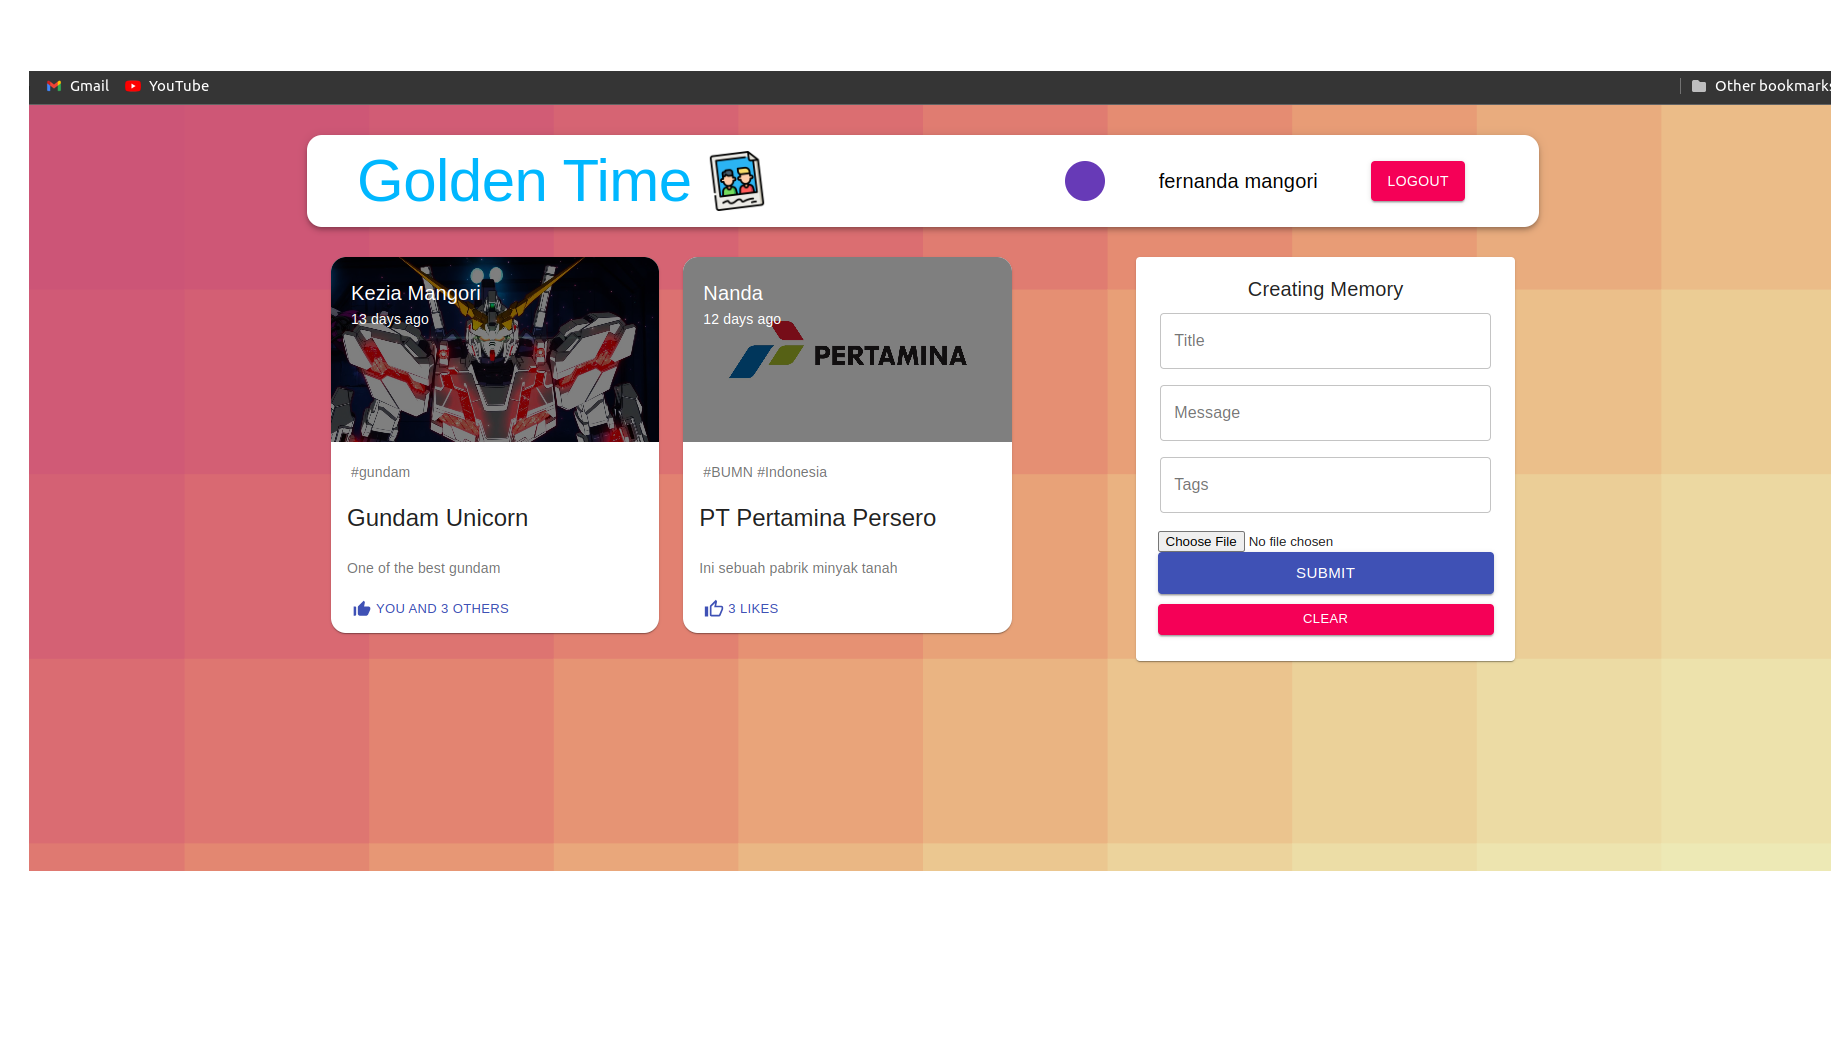 Gmail YouTube Other bookmarks
Golden Time fernanda mangori LOGOUT
Kezia Mangori
13 days ago
#gundam
Gundam Unicorn
One of the best gundam
YOU AND 3 OTHERS
Nanda
12 days ago
PERTAMINA
#BUMN #Indonesia
PT Pertamina Persero
Ini sebuah pabrik minyak tanah
3 LIKES
Creating Memory
Title
Message
Tags
Choose File No file chosen
SUBMIT
CLEAR